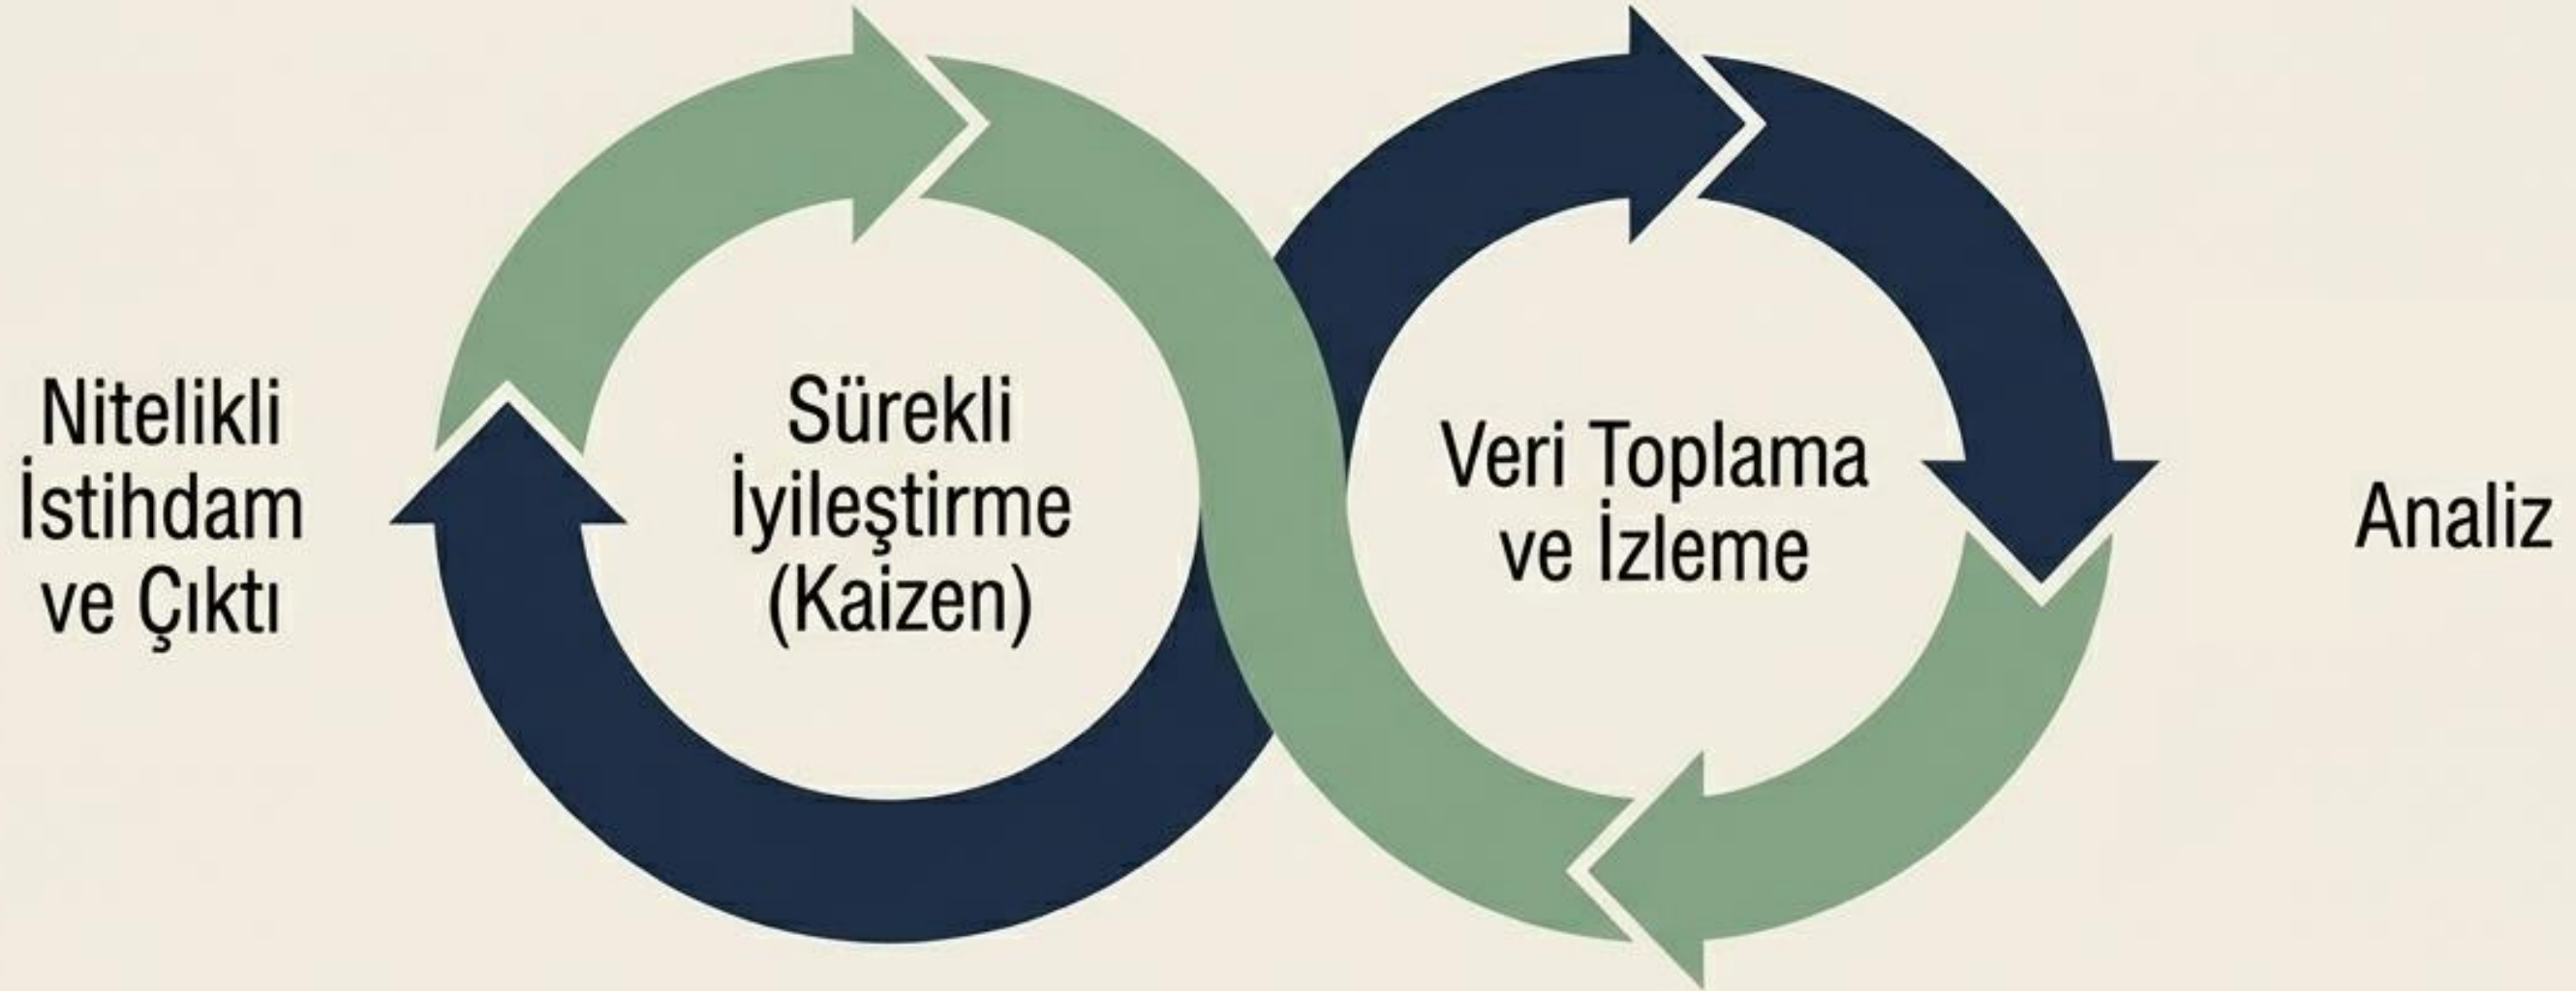 Nitelikli
İstihdam
ve Çıktı
Sürekli
İyileştirme
(Kaizen)
Veri Toplama
ve İzleme
Analiz